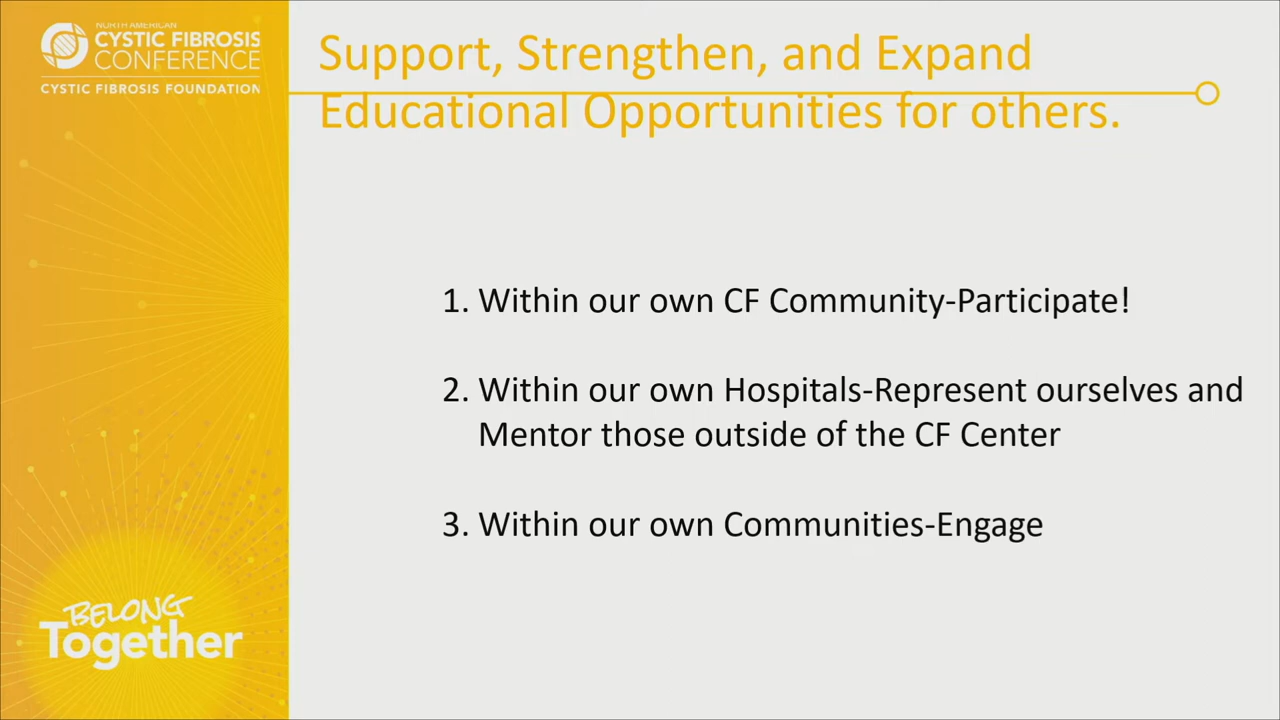 NORTH AMERICAN
CYSTIC FIBROSIS
CONFERENCE
CYSTIC FIBROSIS FOUNDATION
Support, Strengthen, and Expand
Educational Opportunities for others.
1. Within our own CF Community-Participate!
2. Within our own Hospitals-Represent ourselves and
Mentor those outside of the CF Center
3. Within our own Communities-Engage
BELONG
Together